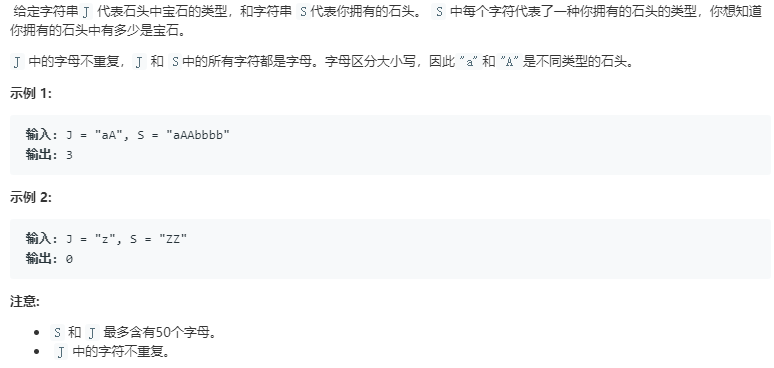 给定字符串 J 代表石头中宝石的类型，和字符串 S代表你拥有的石头。 S 中每个字符代表了一种你拥有的石头的类型，你想知道
你拥有的石头中有多少是宝石。
J 中的字母不重复，J 和 S中的所有字符都是字母。字母区分大小写，因此"a"和"A"是不同类型的石头。
示例 1:
输入: J = "aA", S = "aAAbbbb"
输出: 3
示例 2:
输入: J = "z", S = "ZZ"
输出: 0
注意:
• S 和 J 最多含有50个字母。
• J 中的字符不重复。